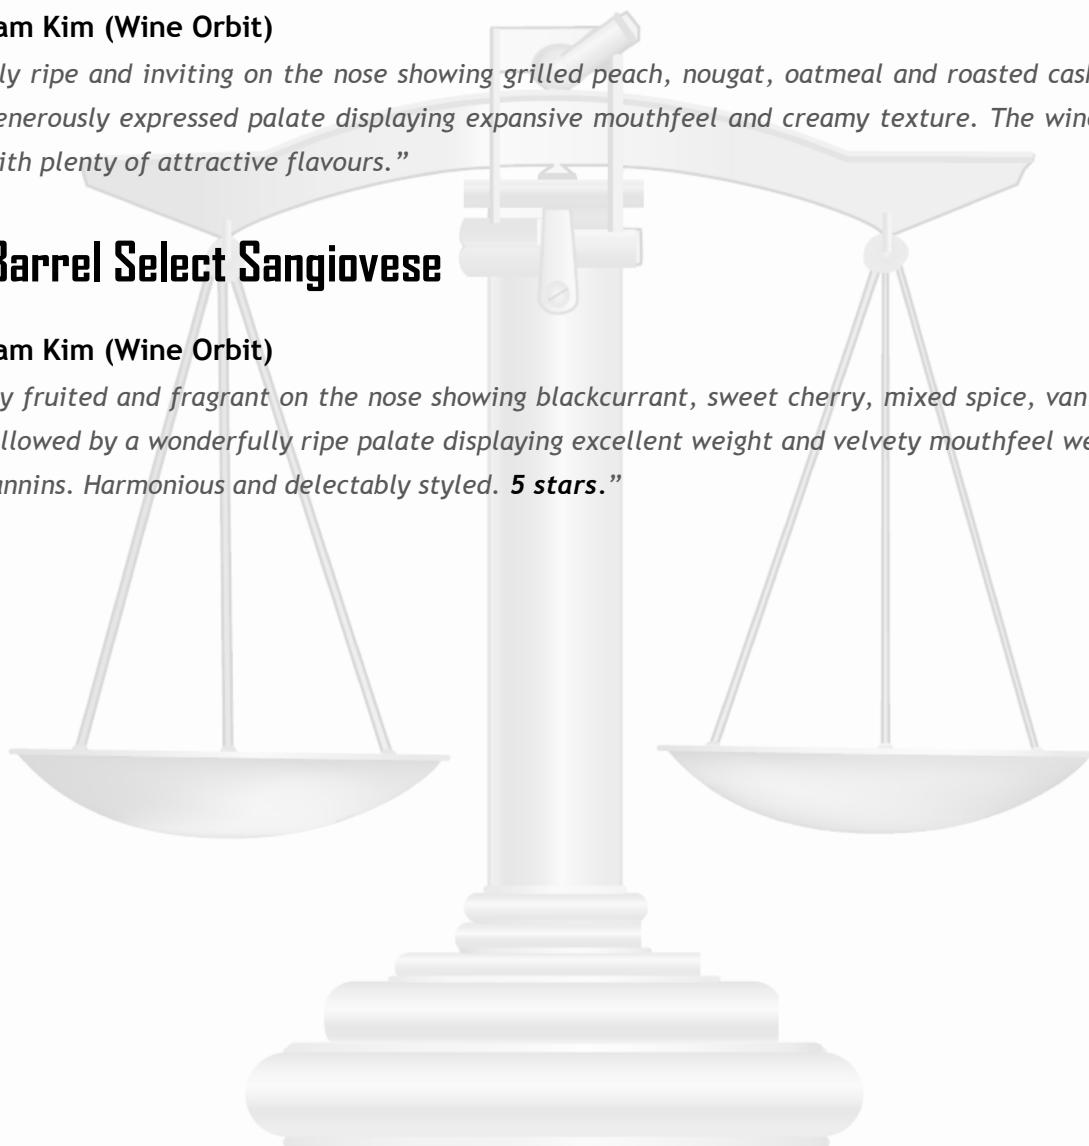 am Kim (Wine Orbit)
ly ripe and inviting on the nose showing grilled peach, nougat, oatmeal and roasted cash
enerously expressed palate displaying expansive mouthfeel and creamy texture. The wine
ith plenty of attractive flavours.”
Barrel Select Sangiovese
am Kim (Wine Orbit)
y fruited and fragrant on the nose showing blackcurrant, sweet cherry, mixed spice, van
ollowed by a wonderfully ripe palate displaying excellent weight and velvety mouthfeel we
annins. Harmonious and delectably styled. 5 stars.”